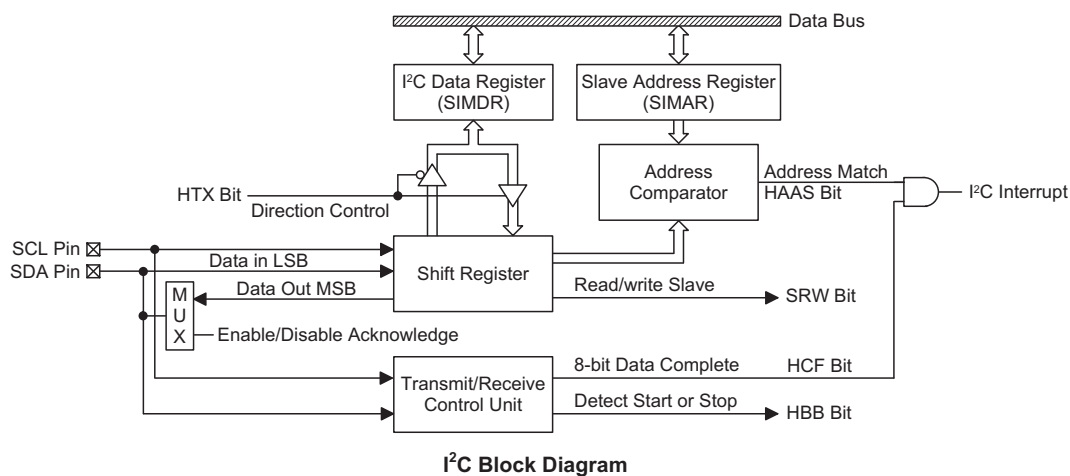 Data Bus
I²C Data Register
(SIMDR)
Slave Address Register
(SIMAR)
HTX Bit
Direction Control
Address
Comparator
Address Match
HAAS Bit
I²C Interrupt
SCL Pin
SDA Pin
Data in LSB
Shift Register
Data Out MSB
M
U
X
Enable/Disable Acknowledge
Read/write Slave
SRW Bit
Transmit/Receive
Control Unit
8-bit Data Complete
HCF Bit
Detect Start or Stop
HBB Bit
I²C Block Diagram